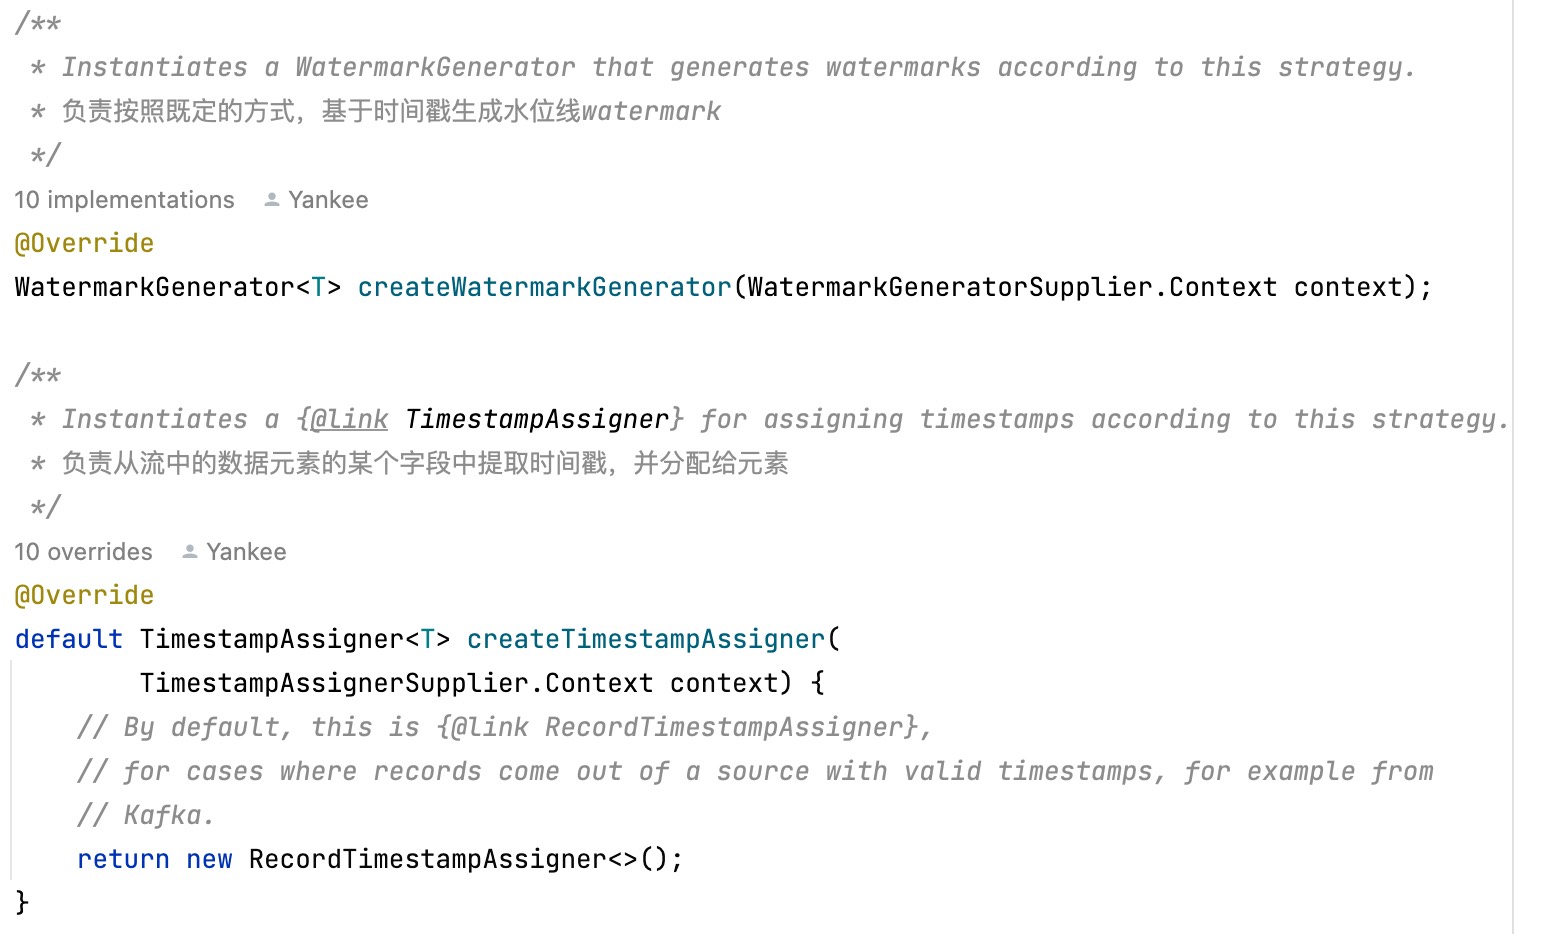 /**
 * Instantiates a WatermarkGenerator that generates watermarks according to this strategy.
 * 负责按照既定的方式，基于时间戳生成水位线watermark
 */
10 implementations Yankee
@Override
WatermarkGenerator<T> createWatermarkGenerator(WatermarkGeneratorSupplier.Context context);
/**
 * Instantiates a {@link TimestampAssigner} for assigning timestamps according to this strategy.
 * 负责从流中的数据元素的某个字段中提取时间戳，并分配给元素
 */
10 overrides Yankee
@Override
default TimestampAssigner<T> createTimestampAssigner(
        TimestampAssignerSupplier.Context context) {
    // By default, this is {@link RecordTimestampAssigner},
    // for cases where records come out of a source with valid timestamps, for example from
    // Kafka.
    return new RecordTimestampAssigner<>();
}